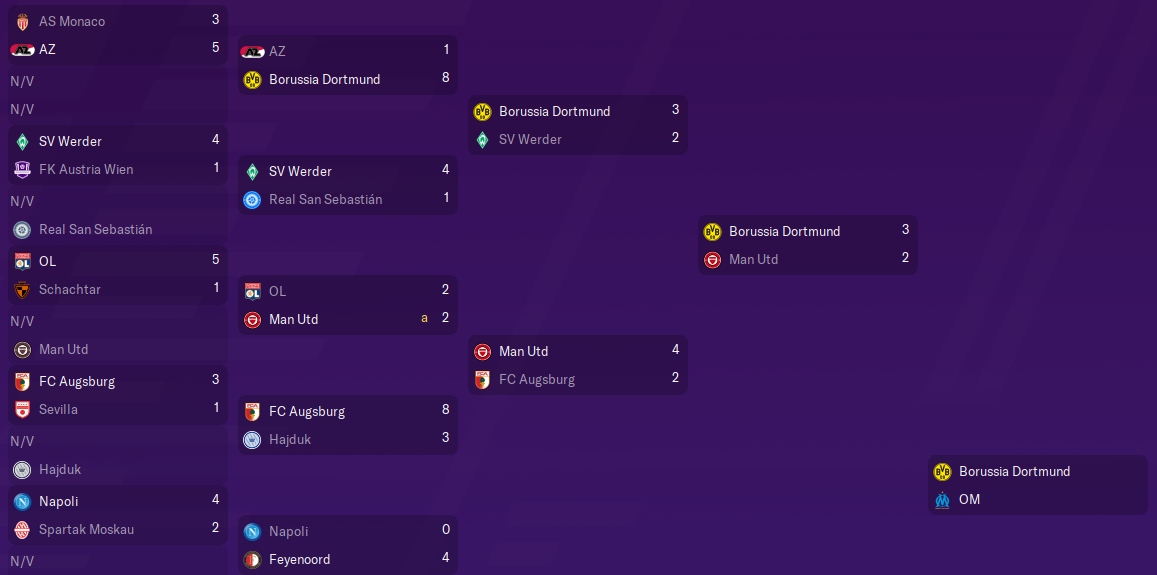 AS Monaco 3
AZ 5
N/V
N/V
SV Werder 4
FK Austria Wien 1
N/V
Real San Sebastián
OL 5
Schachtar 1
N/V
Man Utd
FC Augsburg 3
Sevilla 1
N/V
Hajduk
Napoli 4
Spartak Moskau 2
N/V
AZ 1
Borussia Dortmund 8
SV Werder 4
Real San Sebastián 1
OL 2
Man Utd a 2
FC Augsburg 8
Hajduk 3
Napoli 0
Feyenoord 4
Borussia Dortmund 3
SV Werder 2
Man Utd 4
FC Augsburg 2
Borussia Dortmund 3
Man Utd 2
Borussia Dortmund
OM